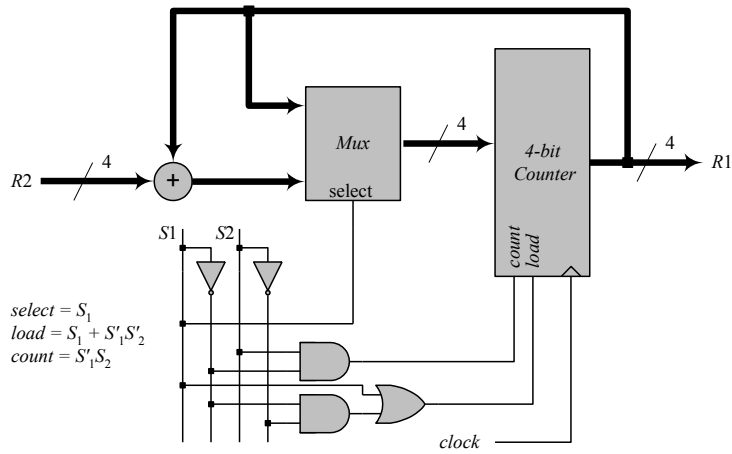 4
Mux
4
4-bit
Counter
4
R1
R2
4
+
select
S1
S2
count
load
select = S₁
load = S₁ + S′₁S′₂
count = S′₁S₂
clock